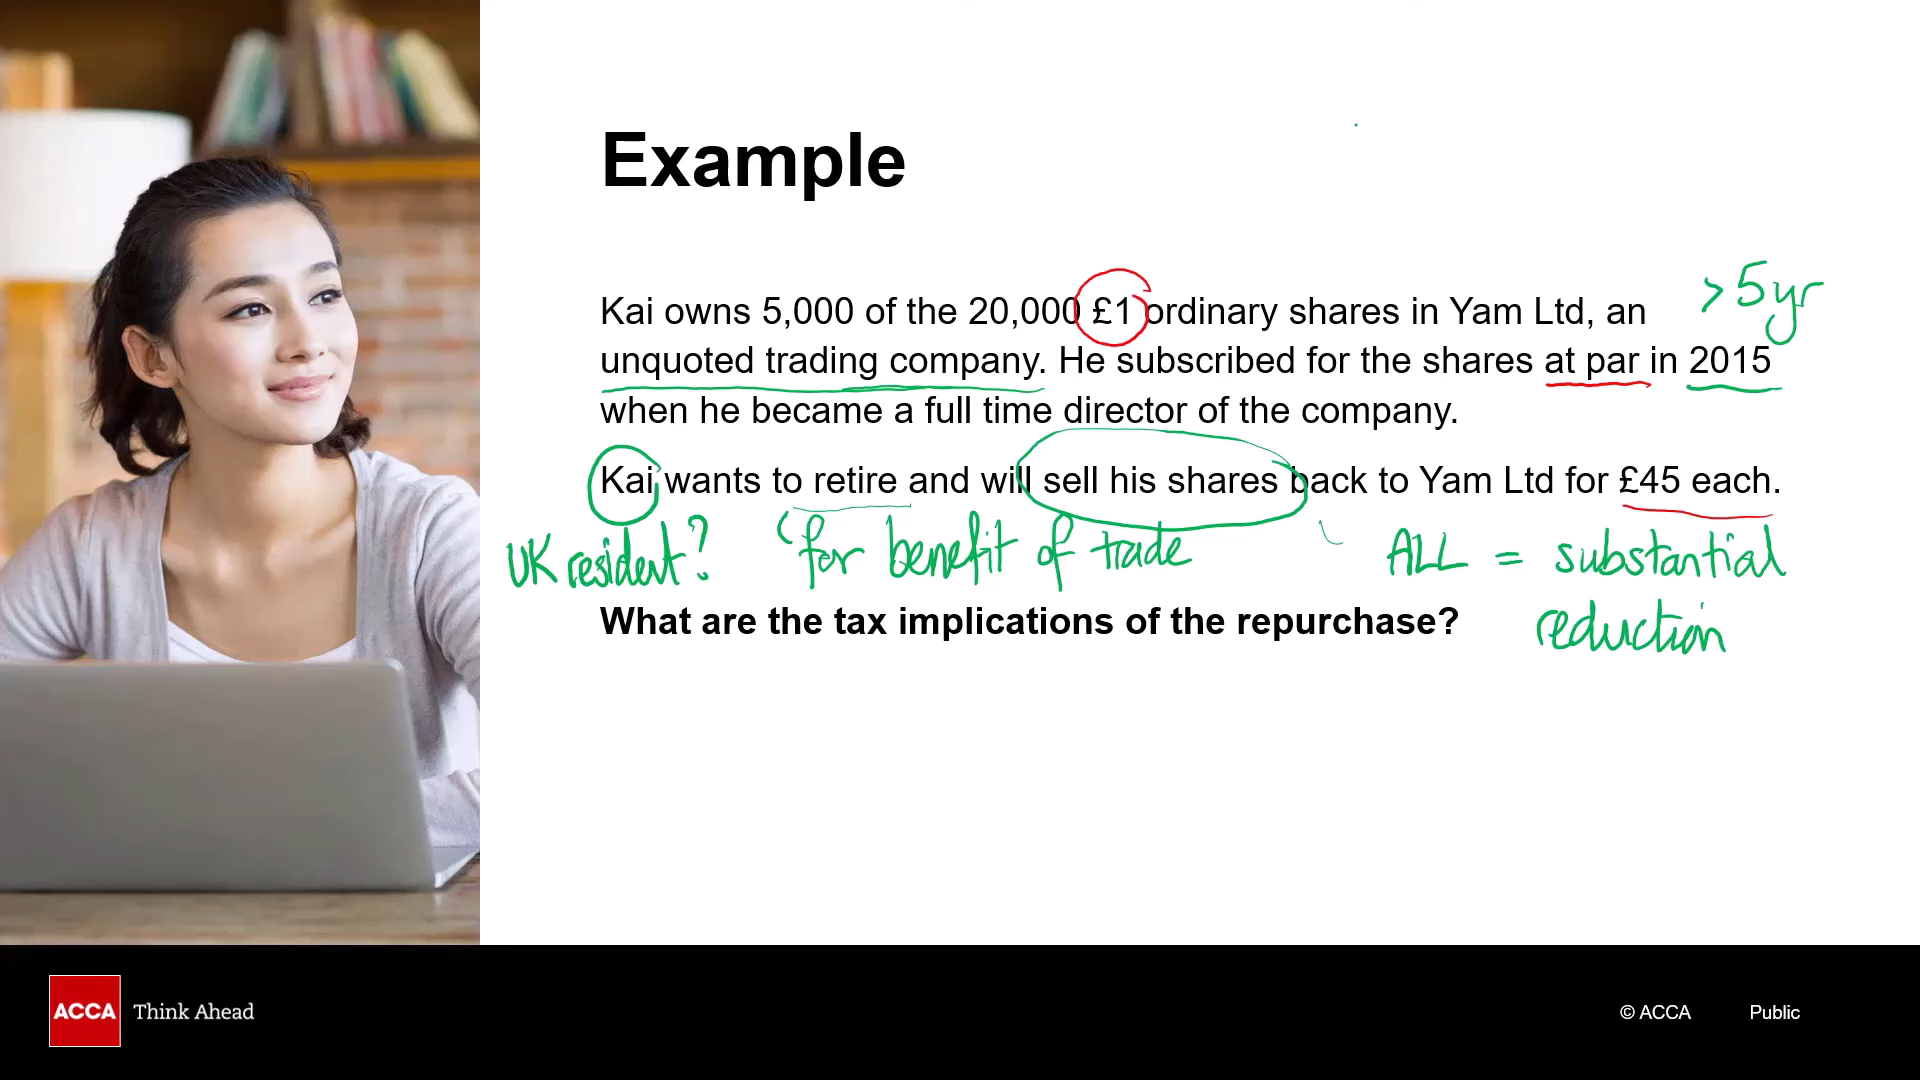 Example
Kai owns 5,000 of the 20,000 £1 ordinary shares in Yam Ltd, an
> 5yr
unquoted trading company. He subscribed for the shares at par in 2015
when he became a full time director of the company.
Kai wants to retire and will sell his shares back to Yam Ltd for £45 each.
UK resident? for benefit of trade ALL = substantial
reduction
What are the tax implications of the repurchase?
ACCA Think Ahead
© ACCA Public